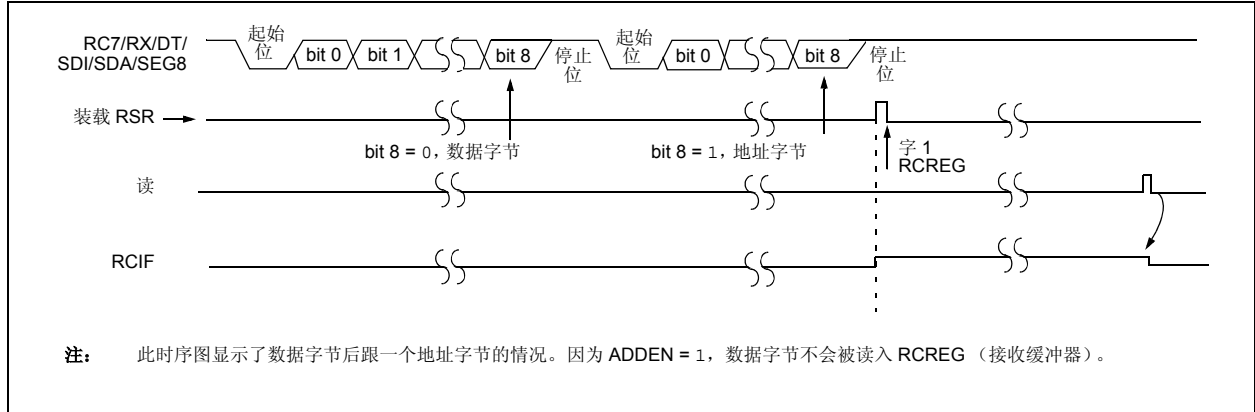 RC7/RX/DT/
SDI/SDA/SEG8
起始
位
bit 0
bit 1
bit 8
停止
位
起始
位
bit 0
bit 8
停止
位
装载 RSR
bit 8 = 0，数据字节
bit 8 = 1，地址字节
字 1
RCREG
读
RCIF
注： 此时序图显示了数据字节后跟一个地址字节的情况。因为 ADDEN = 1，数据字节不会被读入 RCREG （接收缓冲器）。